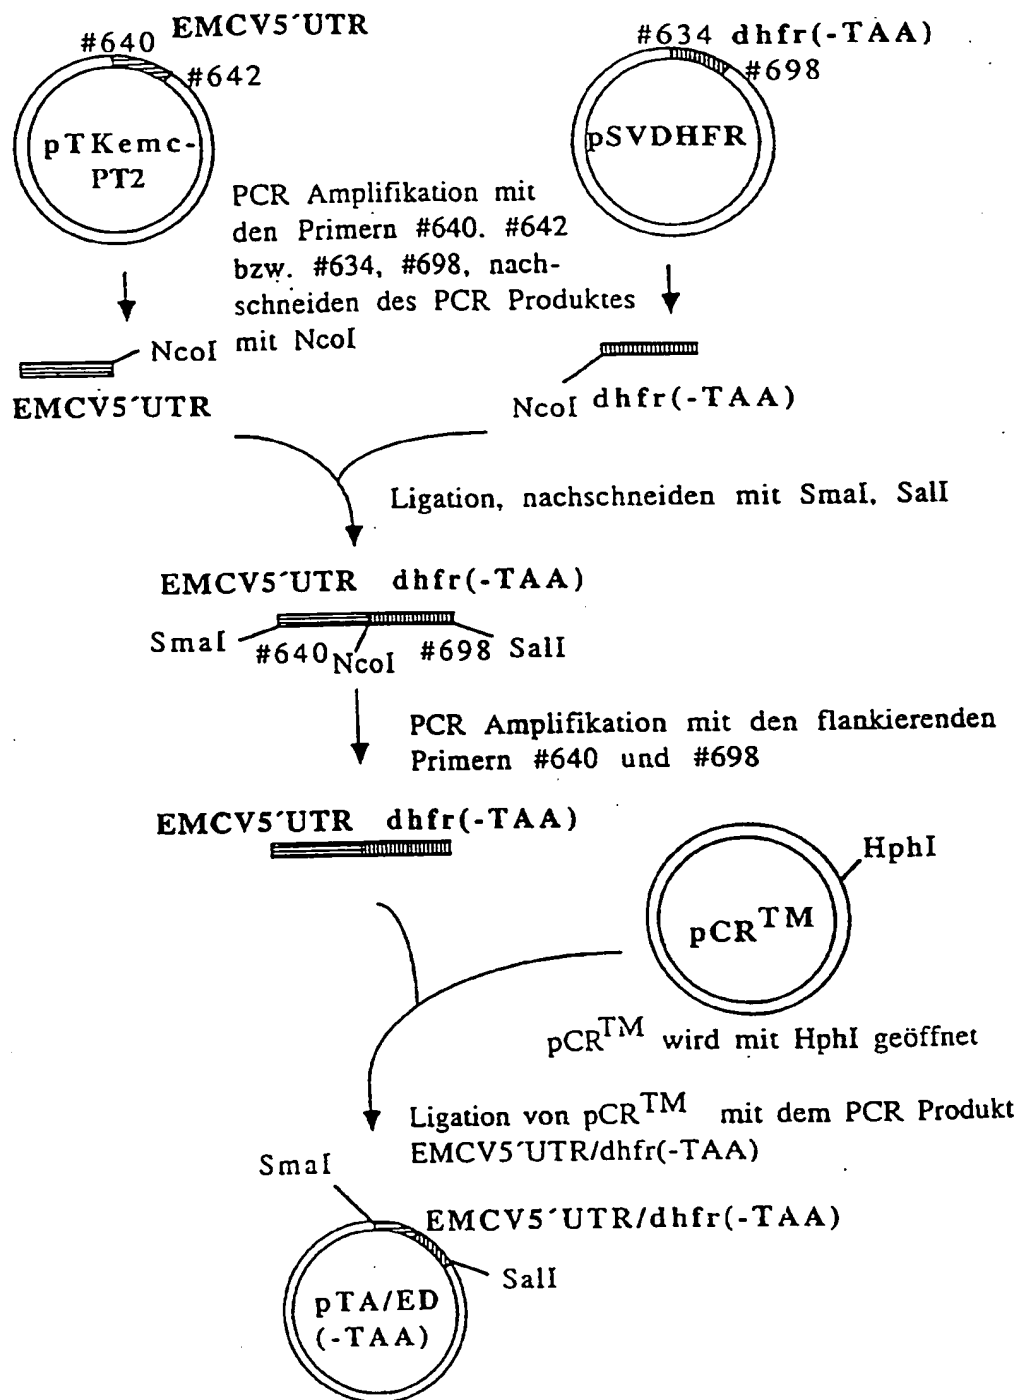 #640 EMCV5´UTR
#642
pTKemc-
PT2
#634 dhfr(-TAA)
#698
pSVDHFR
PCR Amplifikation mit
den Primern #640. #642
bzw. #634, #698, nach-
schneiden des PCR Produktes
mit NcoI
NcoI
EMCV5´UTR
NcoI dhfr(-TAA)
Ligation, nachschneiden mit SmaI, SalI
EMCV5´UTR dhfr(-TAA)
SmaI #640 NcoI #698 SalI
PCR Amplifikation mit den flankierenden
Primern #640 und #698
EMCV5´UTR dhfr(-TAA)
HphI
pCRTM
pCRTM wird mit HphI geöffnet
Ligation von pCRTM mit dem PCR Produkt
EMCV5´UTR/dhfr(-TAA)
SmaI
EMCV5´UTR/dhfr(-TAA)
SalI
pTA/ED
(-TAA)